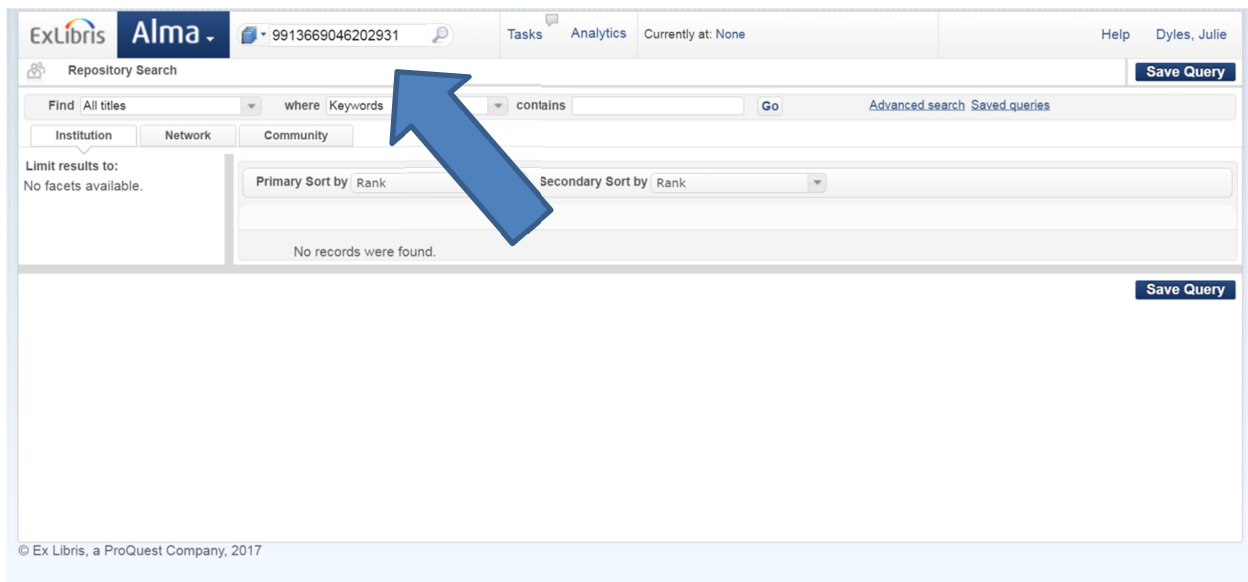 ExLibris Alma 9913669046202931 Tasks Analytics Currently at: None Help Dyles, Julie
Repository Search Save Query
Find All titles where Keywords contains Go Advanced search Saved queries
Institution Network Community
Limit results to:
No facets available.
Primary Sort by Rank Secondary Sort by Rank
No records were found.
Save Query
© Ex Libris, a ProQuest Company, 2017